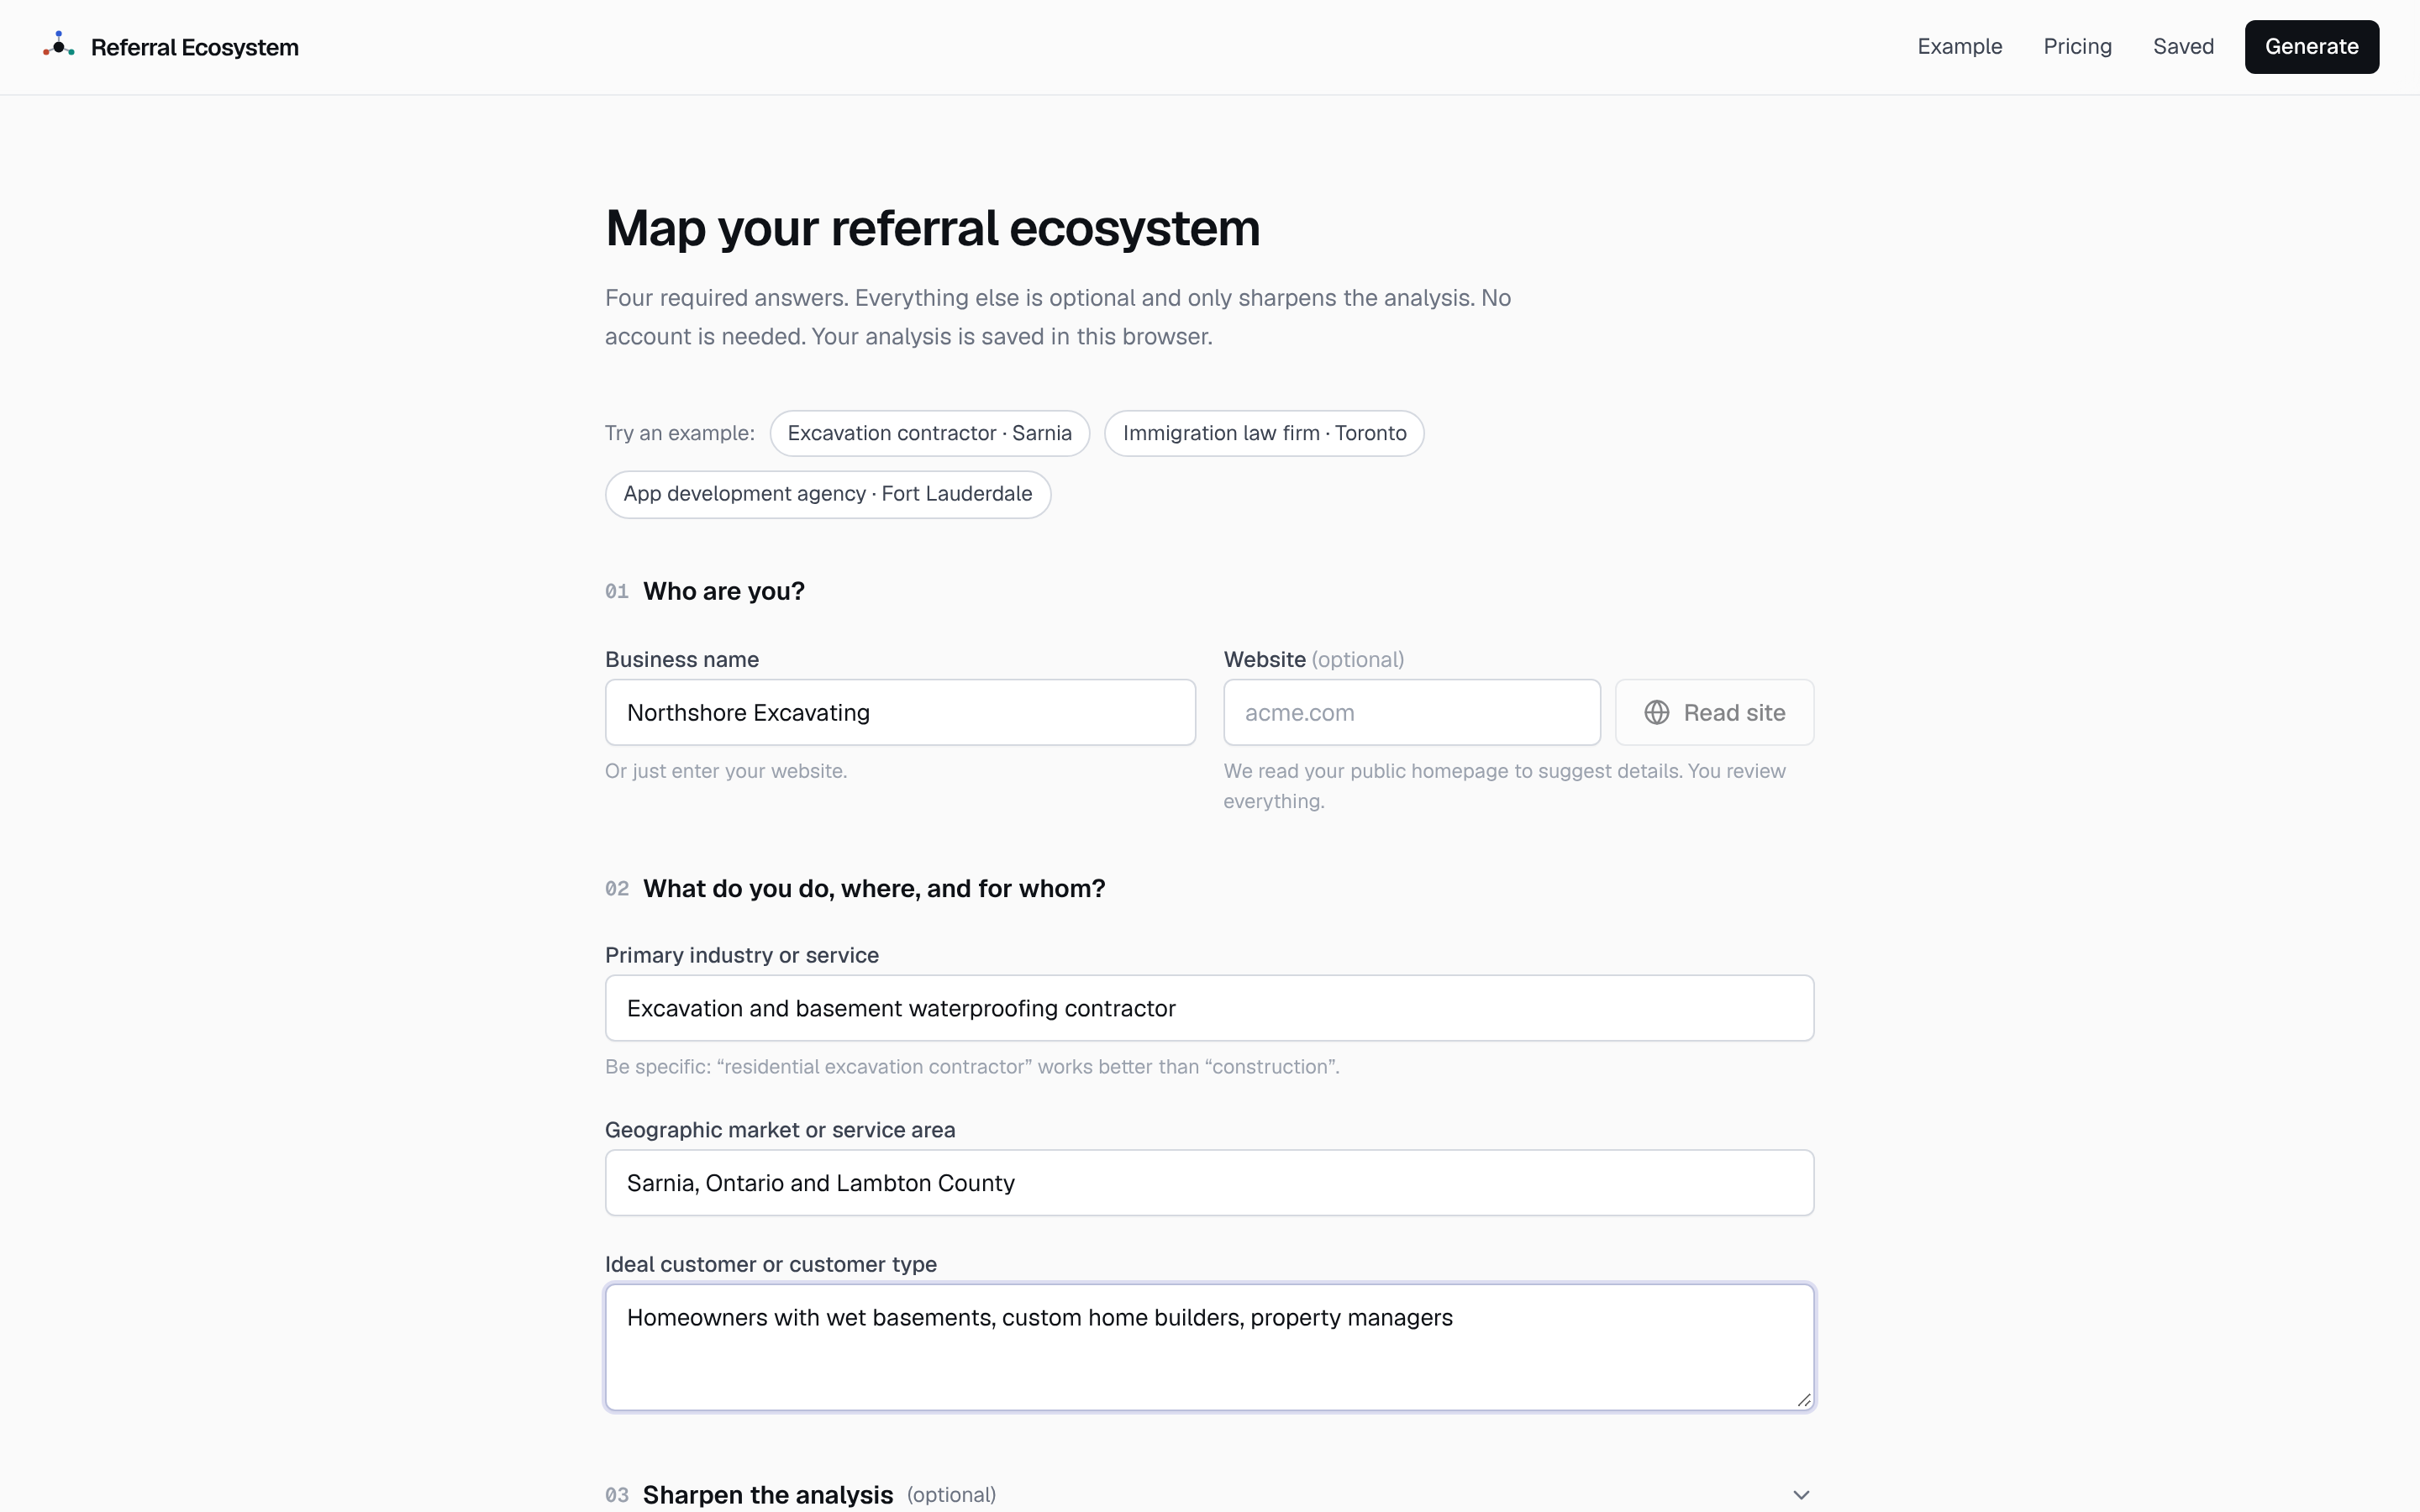 Referral Ecosystem
Example
Pricing
Saved
Generate
Map your referral ecosystem
Four required answers. Everything else is optional and only sharpens the analysis. No
account is needed. Your analysis is saved in this browser.
Try an example:
Excavation contractor · Sarnia
Immigration law firm · Toronto
App development agency · Fort Lauderdale
01 Who are you?
Business name
Northshore Excavating
Or just enter your website.
Website (optional)
acme.com
Read site
We read your public homepage to suggest details. You review
everything.
02 What do you do, where, and for whom?
Primary industry or service
Excavation and basement waterproofing contractor
Be specific: “residential excavation contractor” works better than “construction”.
Geographic market or service area
Sarnia, Ontario and Lambton County
Ideal customer or customer type
Homeowners with wet basements, custom home builders, property managers
03 Sharpen the analysis (optional)